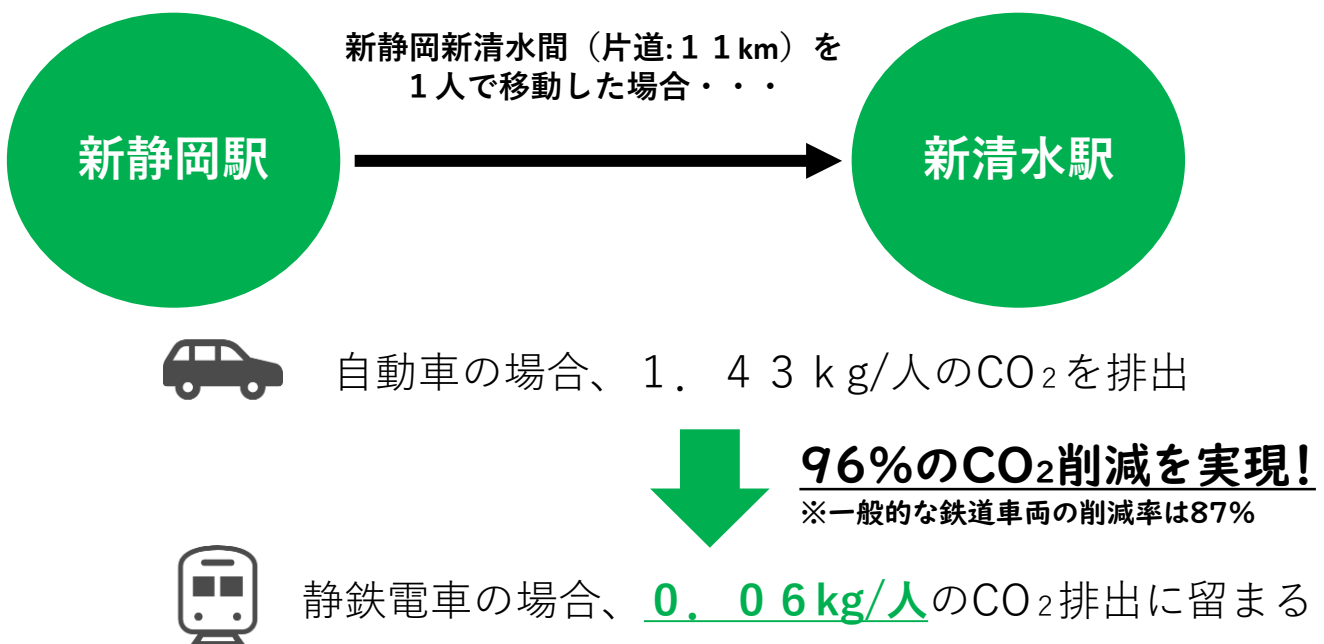 新静岡新清水間（片道:１１km）を
１人で移動した場合・・・
新静岡駅
新清水駅
自動車の場合、１．４３ｋg/人のCO₂を排出
96%のCO₂削減を実現!
※一般的な鉄道車両の削減率は87%
静鉄電車の場合、０．０６kg/人のCO₂排出に留まる